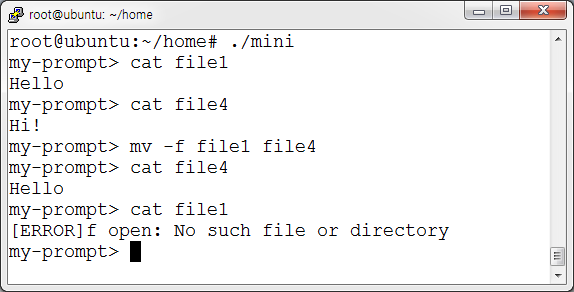 root@ubuntu: ~/home
root@ubuntu:~/home# ./mini
my-prompt> cat file1
Hello
my-prompt> cat file4
Hi!
my-prompt> mv -f file1 file4
my-prompt> cat file4
Hello
my-prompt> cat file1
[ERROR]f open: No such file or directory
my-prompt>